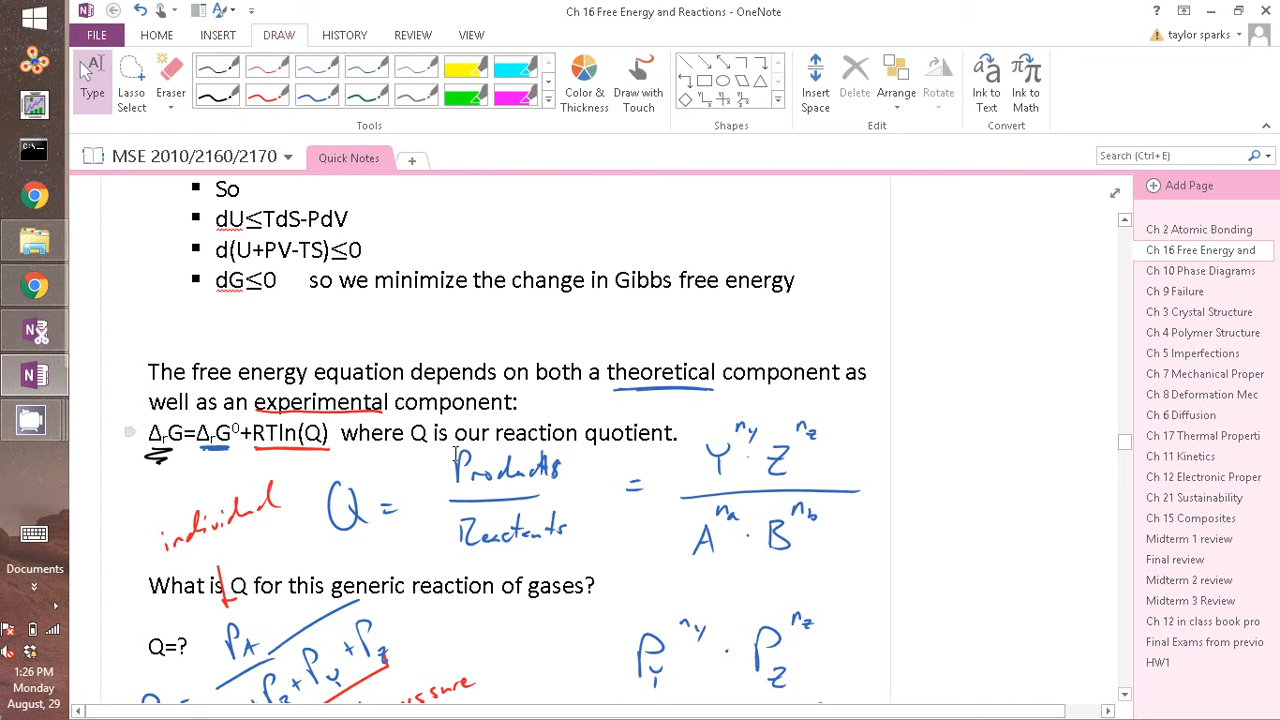 Ch 16 Free Energy and Reactions - OneNote
FILE HOME INSERT DRAW HISTORY REVIEW VIEW
taylor sparks
Type
Lasso Select
Eraser
Color & Thickness
Draw with Touch
Insert Space
Delete
Arrange
Rotate
Ink to Text
Ink to Math
Tools Shapes Edit Convert
MSE 2010/2160/2170
Quick Notes
Search (Ctrl+E)
Add Page
Ch 2 Atomic Bonding
Ch 16 Free Energy and
Ch 10 Phase Diagrams
Ch 9 Failure
Ch 3 Crystal Structure
Ch 4 Polymer Structure
Ch 5 Imperfections
Ch 7 Mechanical Proper
Ch 8 Deformation Mec
Ch 6 Diffusion
Ch 17 Thermal Properti
Ch 11 Kinetics
Ch 12 Electronic Proper
Ch 21 Sustainability
Ch 15 Composites
Midterm 1 review
Final review
Midterm 2 review
Midterm 3 Review
Ch 12 in class book pro
Final Exams from previo
HW1
▪ So
▪ dU≤TdS-PdV
▪ d(U+PV-TS)≤0
▪ dG≤0 so we minimize the change in Gibbs free energy
The free energy equation depends on both a theoretical component as
well as an experimental component:
ΔrG=ΔrG⁰+RTln(Q) where Q is our reaction quotient.
Q = Products / Reactants = Y^ny · Z^nz / A^na · B^nb
individual
What is Q for this generic reaction of gases?
Q=?
PA
+ Py + Pz
Py^ny · Pz^nz
Documents
1:26 PM
Monday
August, 29